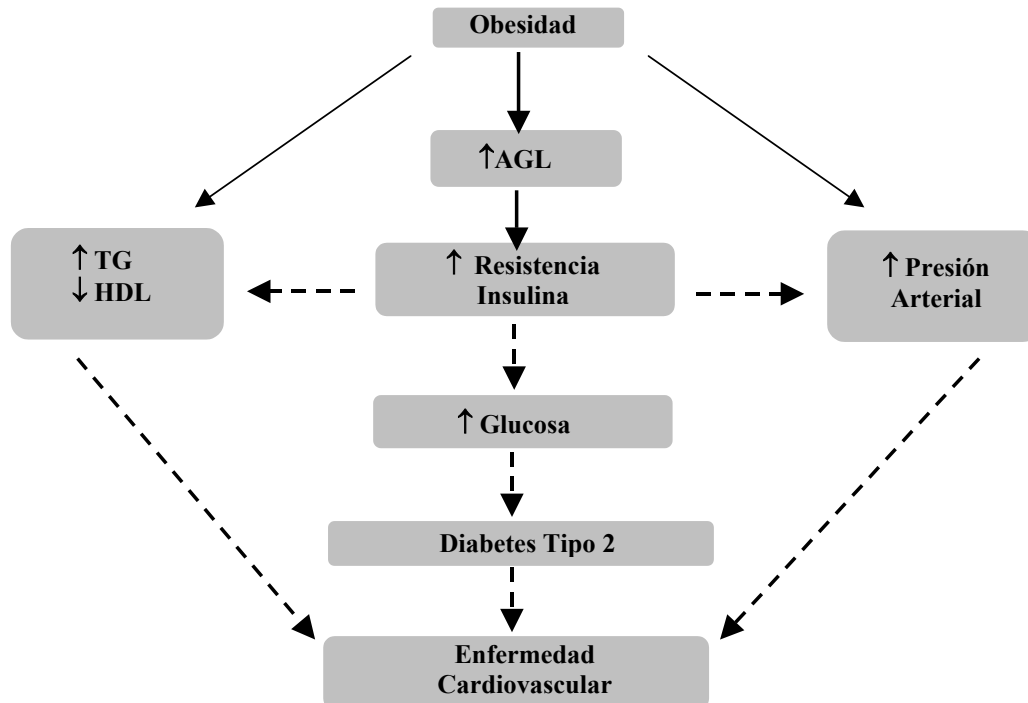 Obesidad
↑AGL
↑ TG
↓ HDL
↑ Resistencia
Insulina
↑ Presión
Arterial
↑ Glucosa
Diabetes Tipo 2
Enfermedad
Cardiovascular